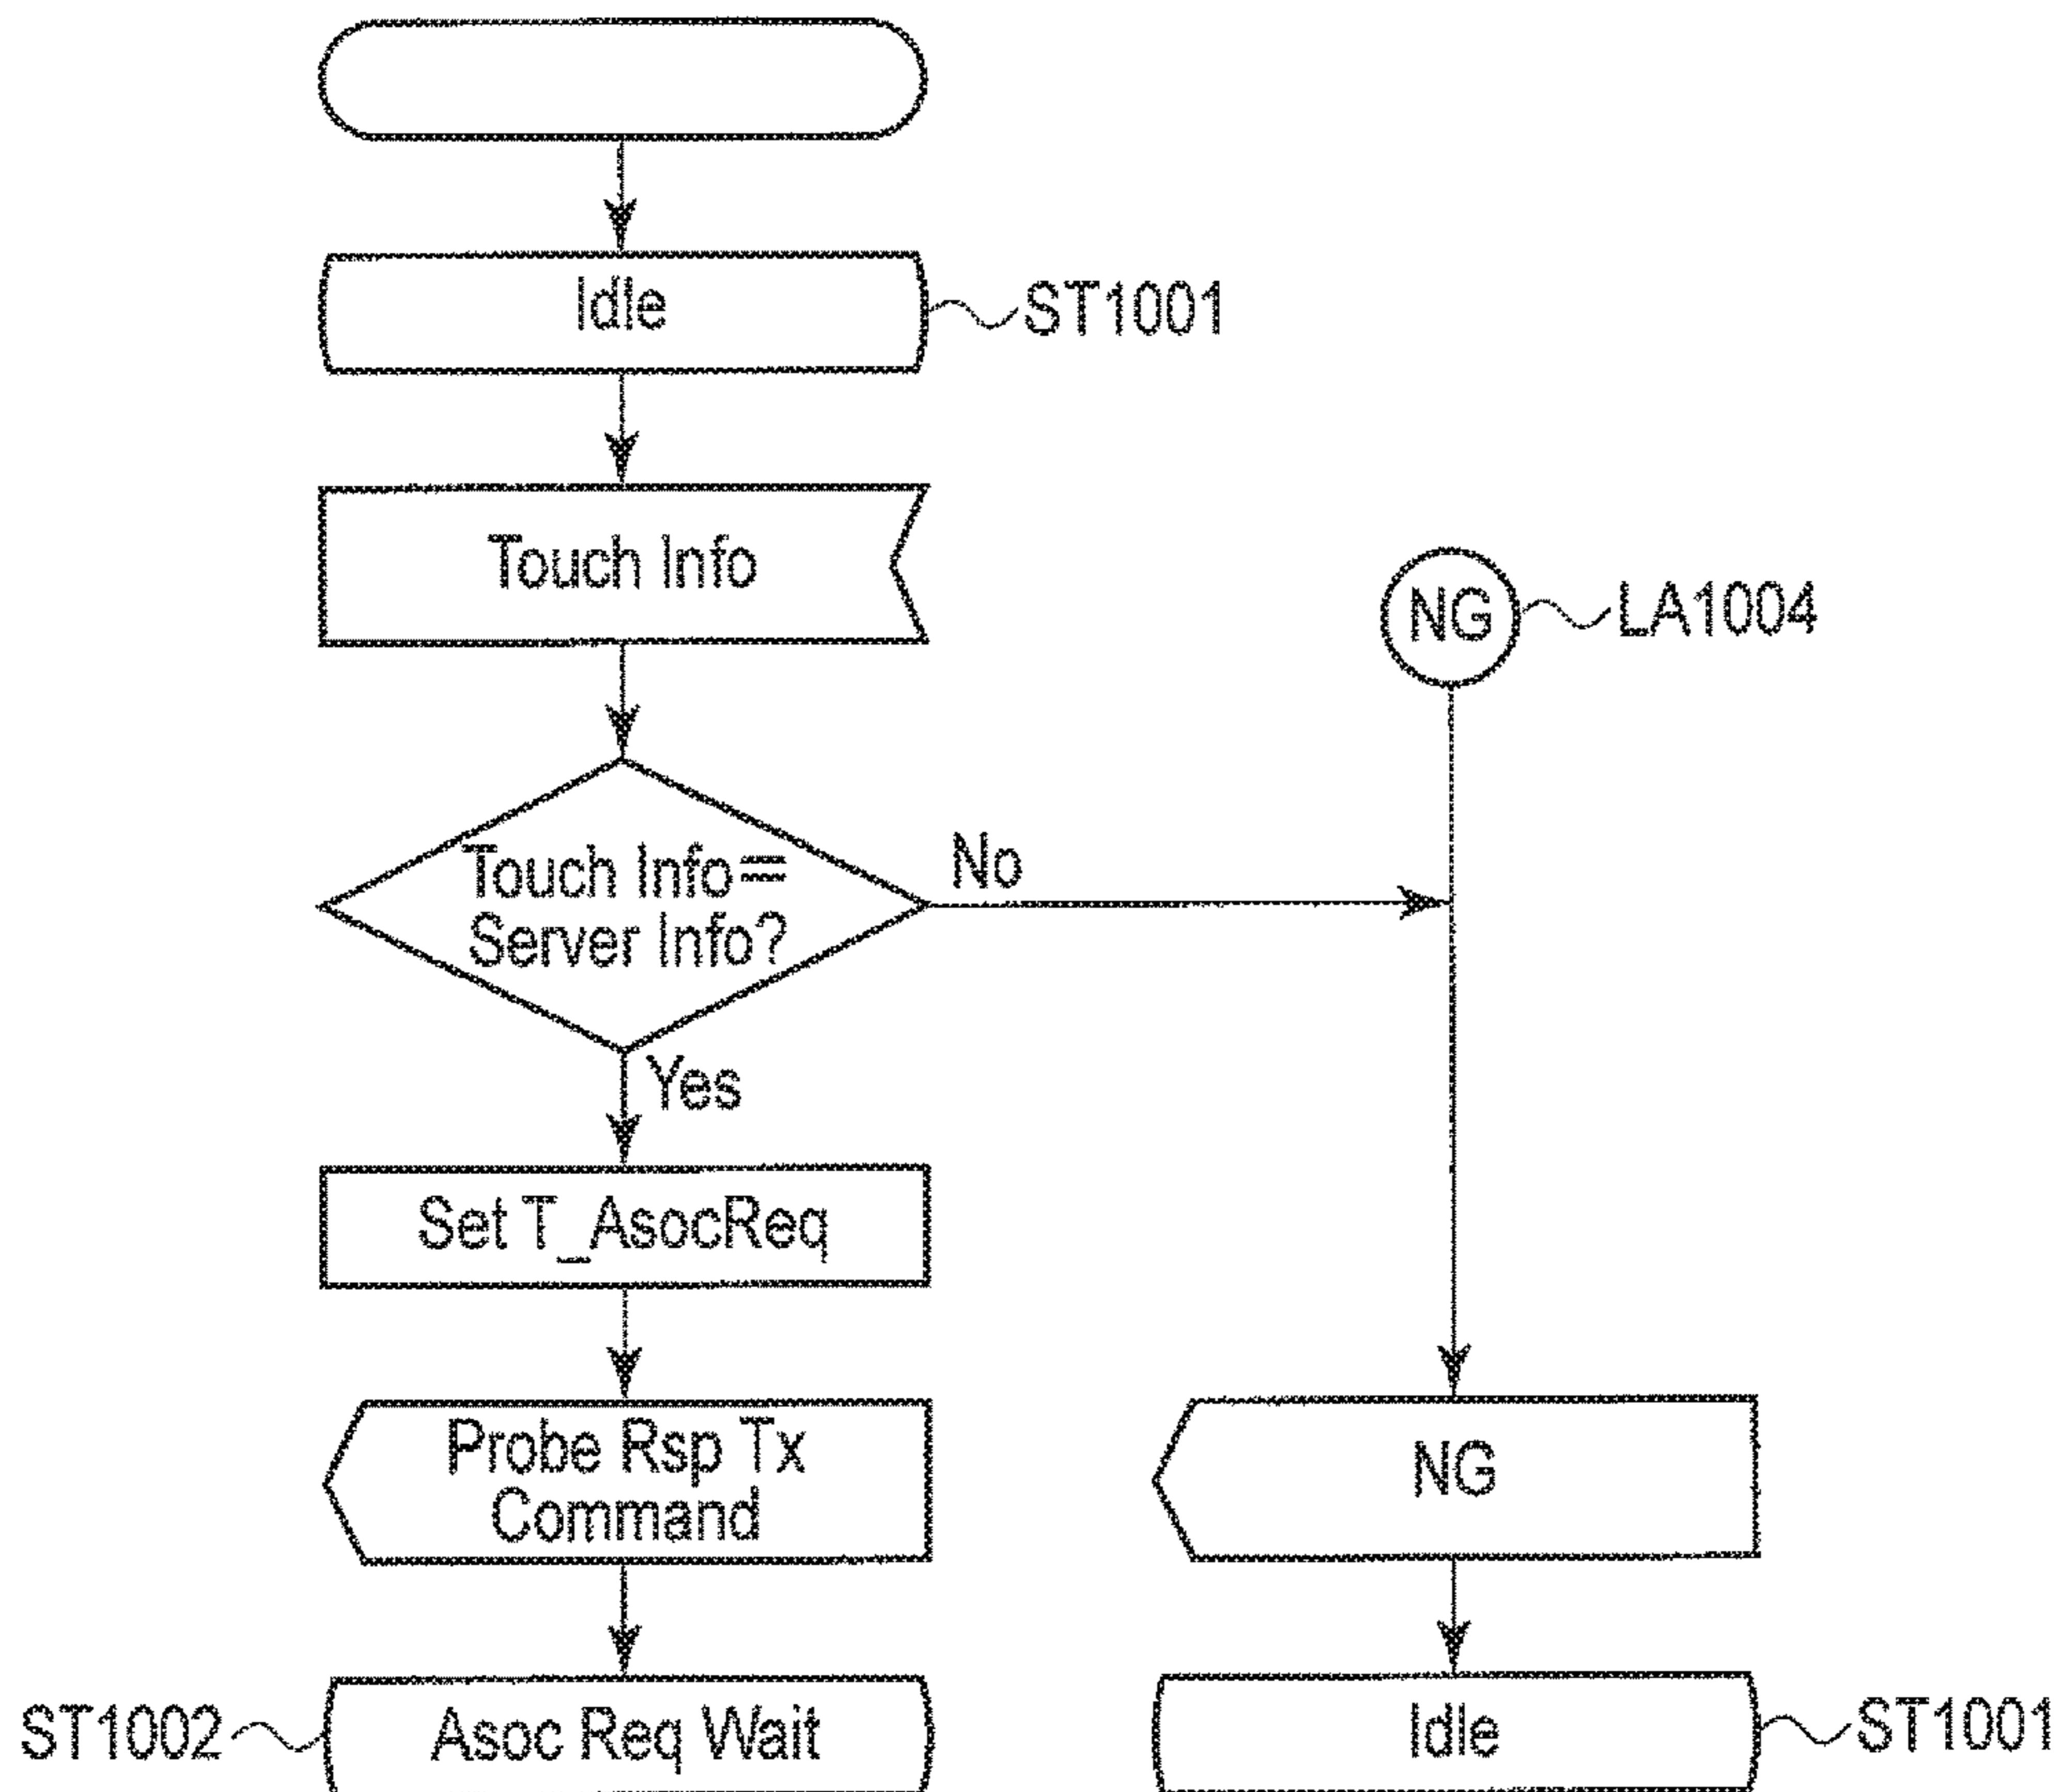 Idle
ST1001
Touch Info
NG
LA1004
Touch Info=
Server Info?
No
Yes
Set T_AsocReq
Probe Rsp Tx
Command
NG
ST1002
Asoc Req Wait
Idle
ST1001